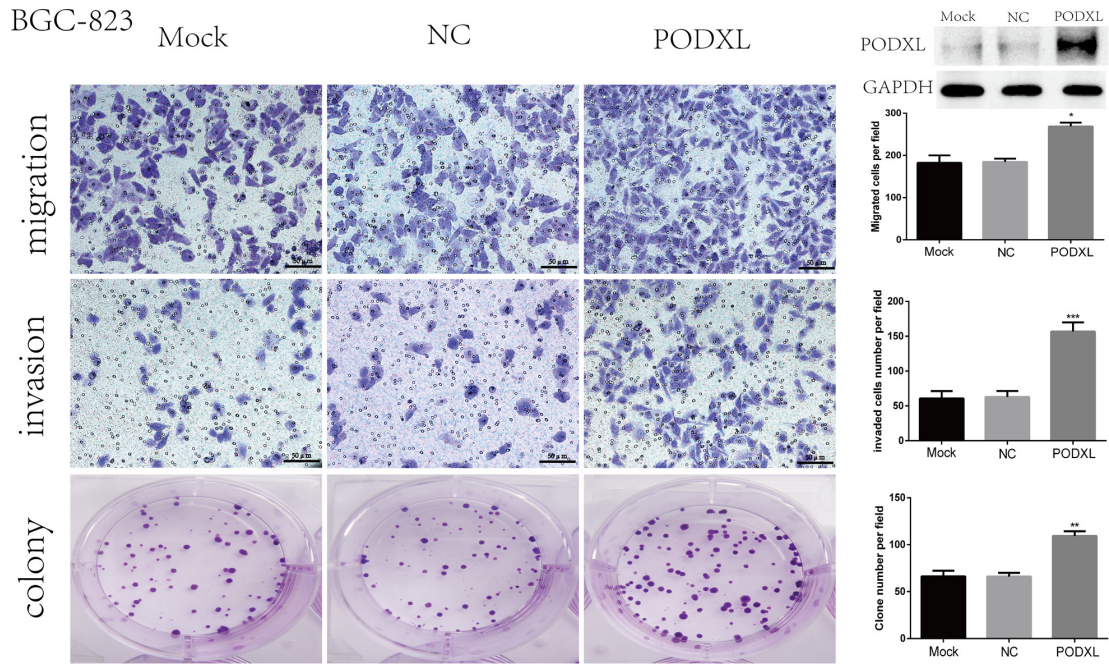 BGC-823
Mock NC PODXL
Mock NC PODXL
PODXL
GAPDH
migration
50 μm
50 μm
50 μm
Migrated cells per field
300
200
100
0
*
Mock NC PODXL
invasion
50 μm
50 μm
50 μm
invaded cells number per field
200
150
100
50
0
***
Mock NC PODXL
colony
Clone number per field
150
100
50
0
**
Mock NC PODXL